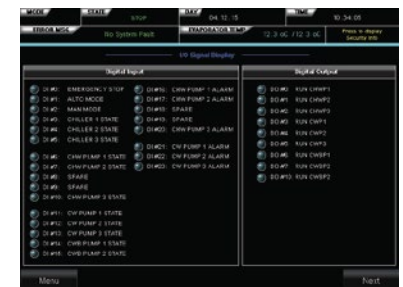 MODE STATE STOP DAY 04. 12. 15 TIME 10:34:05
ERROR MSG. No System Fault EVAPORATOR TEMP 12.3 oC /12.3 oC Press to display
Security Info
I/O Signal Display
Digital Input Digital Output
DI #0: EMERGENCY STOP DI #18: CHW PUMP 1 ALARM DO #0: RUN CHWP1
DI #1: AUTO MODE DI #17: CHW PUMP 2 ALARM DO #1: RUN CHWP2
DI #2: MAN MODE SPARE DO #2: RUN CHWP3
DI #3: CHILLER 1 STATE SPARE DO #3: RUN CWP1
DI #4: CHILLER 2 STATE DI #20: CHW PUMP 3 ALARM DO #4: RUN CWP2
DI #5: CHILLER 3 STATE DO #5: RUN CWP3
DI #21: CW PUMP 1 ALARM
DI #6: CHW PUMP 1 STATE DI #22: CW PUMP 2 ALARM RUN CWSP1
DI #7: CHW PUMP 2 STATE DI #23: CW PUMP 3 ALARM RUN CWSP2
DI #8: SPARE DO #10: RUN CWSP2
DI #9: SPARE
DI #10: CHW PUMP 3 STATE
DI #11: CW PUMP 1 STATE
DI #12: CW PUMP 2 STATE
DI #13: CW PUMP 3 STATE
DI #14: CWB PUMP 1 STATE
DI #15: CWB PUMP 2 STATE
Menu Next